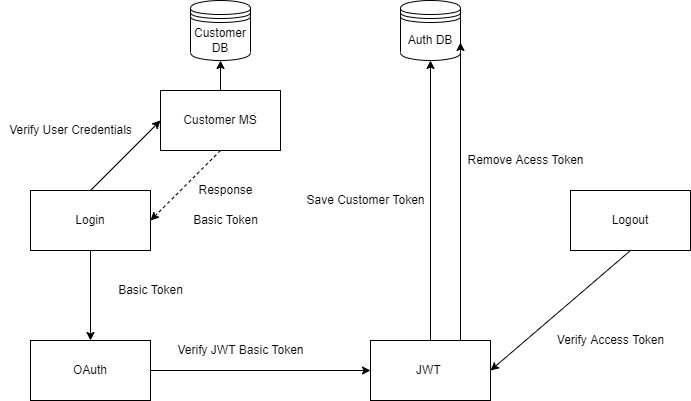 Customer
DB
Auth DB
Customer MS
Verify User Credentials
Remove Acess Token
Response
Save Customer Token
Basic Token
Login
Logout
Basic Token
Verify JWT Basic Token
Verify Access Token
OAuth
JWT